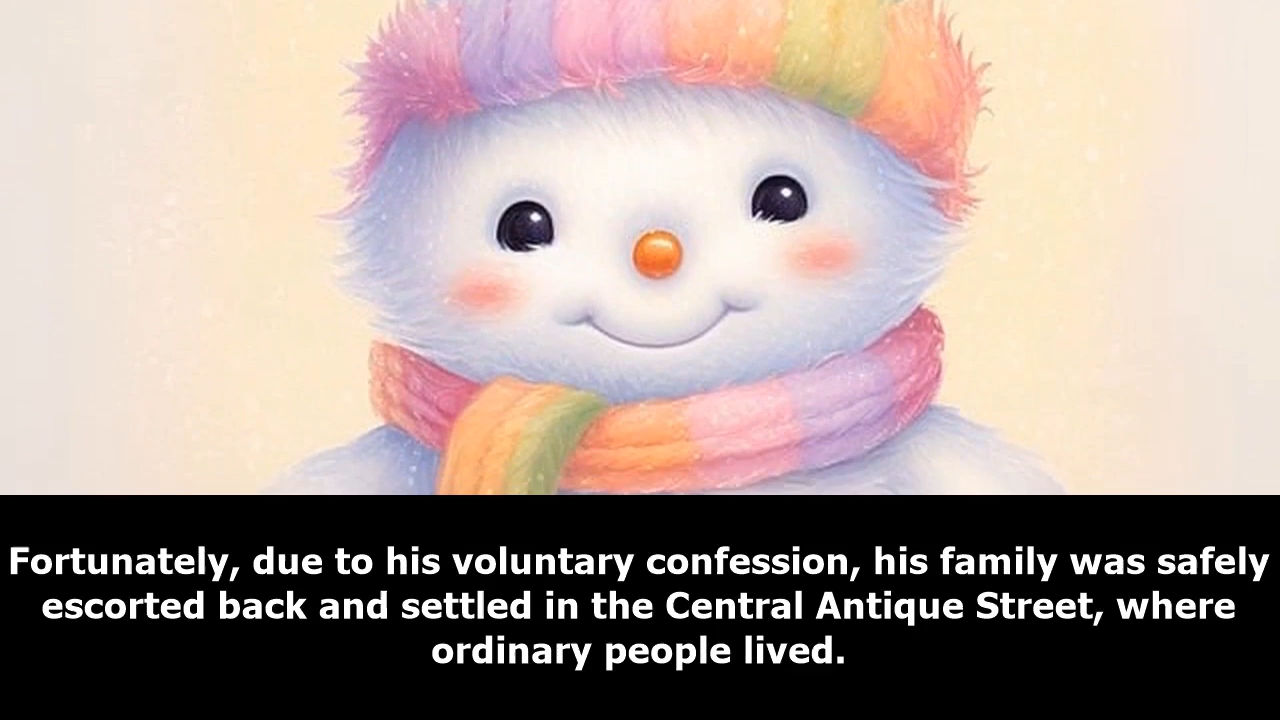 Fortunately, due to his voluntary confession, his family was safely
escorted back and settled in the Central Antique Street, where
ordinary people lived.